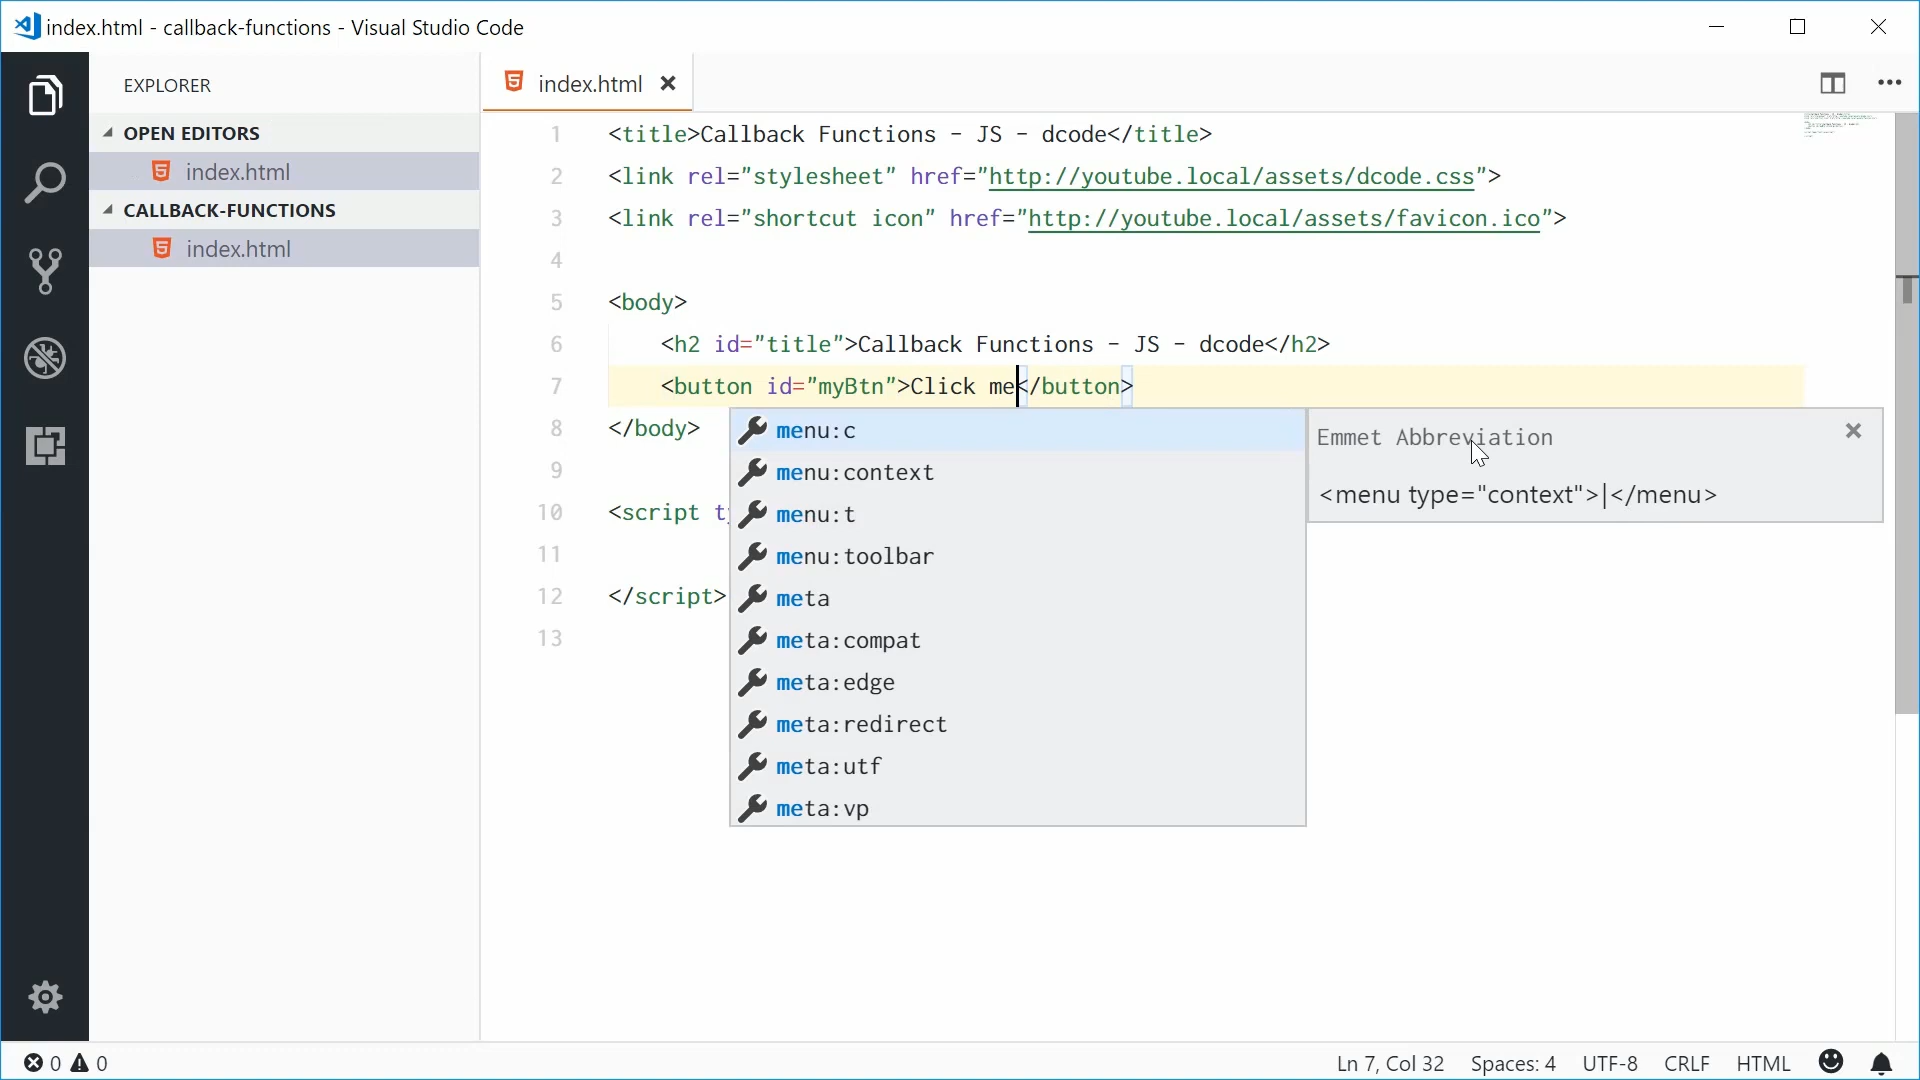 index.html - callback-functions - Visual Studio Code
EXPLORER
OPEN EDITORS
index.html
CALLBACK-FUNCTIONS
index.html
index.html
1 <title>Callback Functions - JS - dcode</title>
2 <link rel="stylesheet" href="http://youtube.local/assets/dcode.css">
3 <link rel="shortcut icon" href="http://youtube.local/assets/favicon.ico">
4
5 <body>
6 <h2 id="title">Callback Functions - JS - dcode</h2>
7 <button id="myBtn">Click me</button>
8 </body>
9
10 <script ty
11
12 </script>
13
menu:c
menu:context
menu:t
menu:toolbar
meta
meta:compat
meta:edge
meta:redirect
meta:utf
meta:vp
Emmet Abbreviation
<menu type="context">|</menu>
0 0
Ln 7, Col 32 Spaces: 4 UTF-8 CRLF HTML